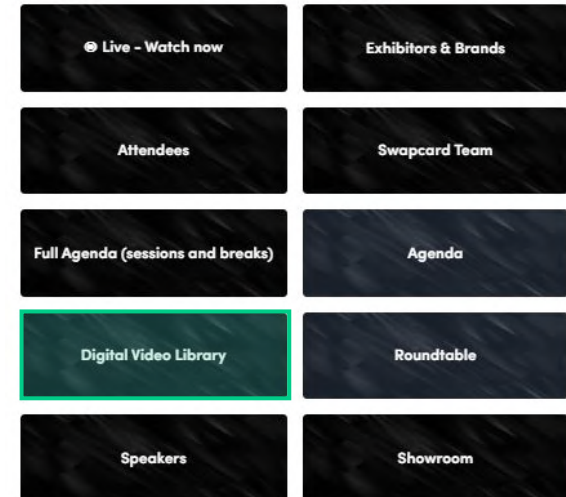 Live - Watch now
Exhibitors & Brands
Attendees
Swapcard Team
Full Agenda (sessions and breaks)
Agenda
Digital Video Library
Roundtable
Speakers
Showroom